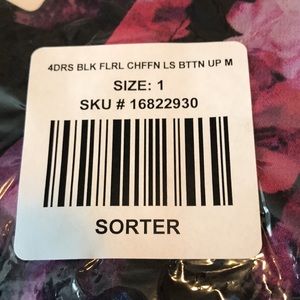 4DRS BLK FLRL CHFFN LS BTTN UP M
SIZE: 1
SKU # 16822930
SORTER